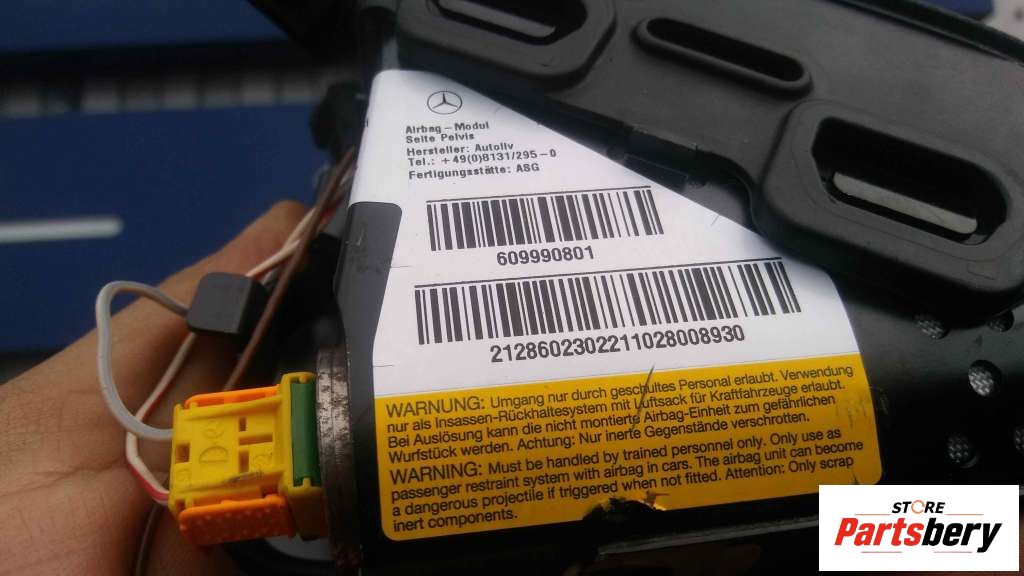 Airbag-Modul
Seite Pelvis
Hersteller: Autoliv
Tel.: +49(0)8131/295-0
Fertigungsstätte: ASG
609990801
2128602302211028008930
WARNUNG: Umgang nur durch geschultes Personal erlaubt. Verwendung
nur als Insassen-Rückhaltesystem mit Luftsack für Kraftfahrzeuge erlaubt.
Bei Auslösung kann die nicht montierte Airbag-Einheit zum gefährlichen
Wurfstück werden. Achtung: Nur inerte Gegenstände verschrotten.
WARNING: Must be handled by trained personnel only. Only use as
passenger restraint system with airbag in cars. The airbag unit can become
a dangerous projectile if triggered when not fitted. Attention: Only scrap
inert components.
STORE
Partsbery